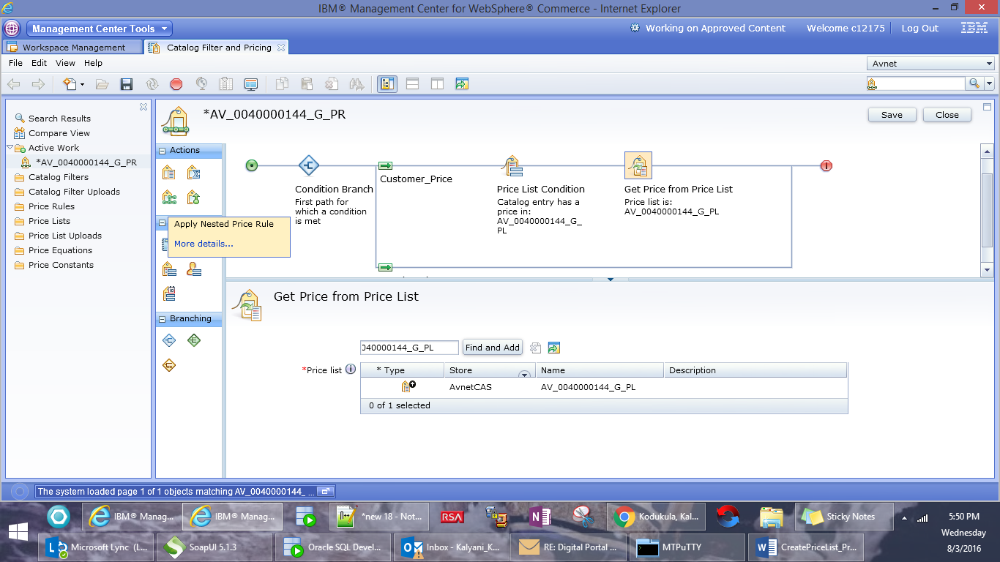 IBM® Management Center for WebSphere® Commerce - Internet Explorer
Management Center Tools
Working on Approved Content
Welcome c12175
Log Out
IBM
Workspace Management
Catalog Filter and Pricing
File Edit View Help
Avnet
*AV_0040000144_G_PR
Save
Close
Search Results
Compare View
Active Work
*AV_0040000144_G_PR
Catalog Filters
Catalog Filter Uploads
Price Rules
Price Lists
Price List Uploads
Price Equations
Price Constants
Actions
Apply Nested Price Rule
More details...
Branching
Condition Branch
First path for
which a condition
is met
Customer_Price
Price List Condition
Catalog entry has a
price in:
AV_0040000144_G_
PL
Get Price from Price List
Price list is:
AV_0040000144_G_PL
Get Price from Price List
040000144_G_PL
Find and Add
*Price list
* Type Store Name Description
AvnetCAS AV_0040000144_G_PL
0 of 1 selected
The system loaded page 1 of 1 objects matching AV_0040000144_ ...
IBM® Manag...
IBM® Manag...
*new 18 - Not...
RSA
Kodukula, Kal...
Sticky Notes
5:50 PM
Wednesday
8/3/2016
Microsoft Lync (L...
SoapUI 5.1.3
Oracle SQL Devel...
Inbox - Kalyani_K...
RE: Digital Portal ...
MTPuTTY
CreatePriceList_Pr...